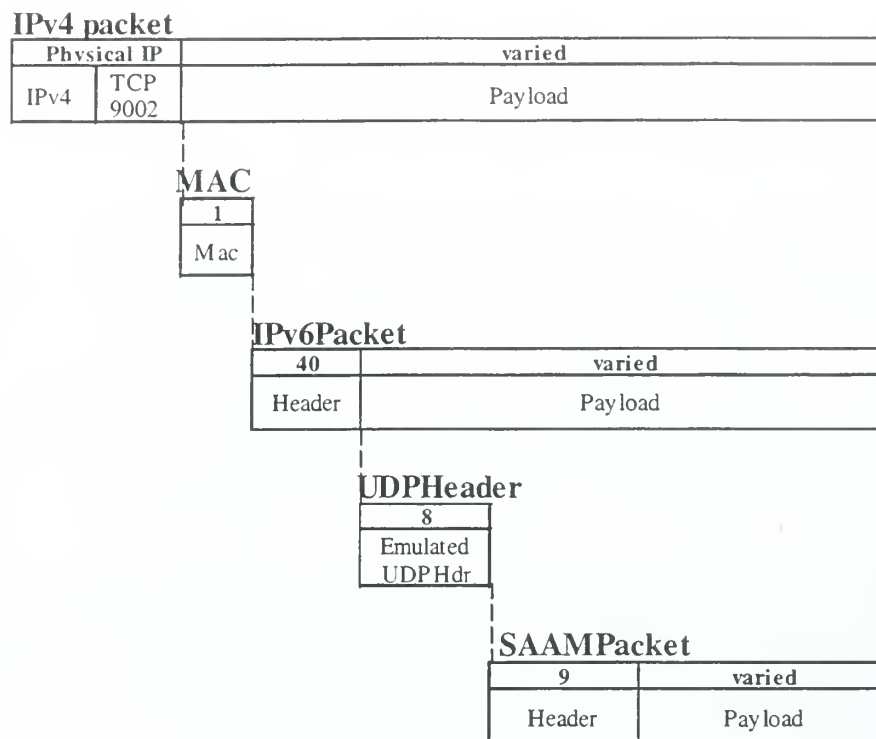 IPv4 packet
Physical IP varied
IPv4 TCP 9002 Payload
MAC
1
Mac
IPv6Packet
40 varied
Header Payload
UDPHeader
8
Emulated
UDPHdr
SAAMPacket
9 varied
Header Payload